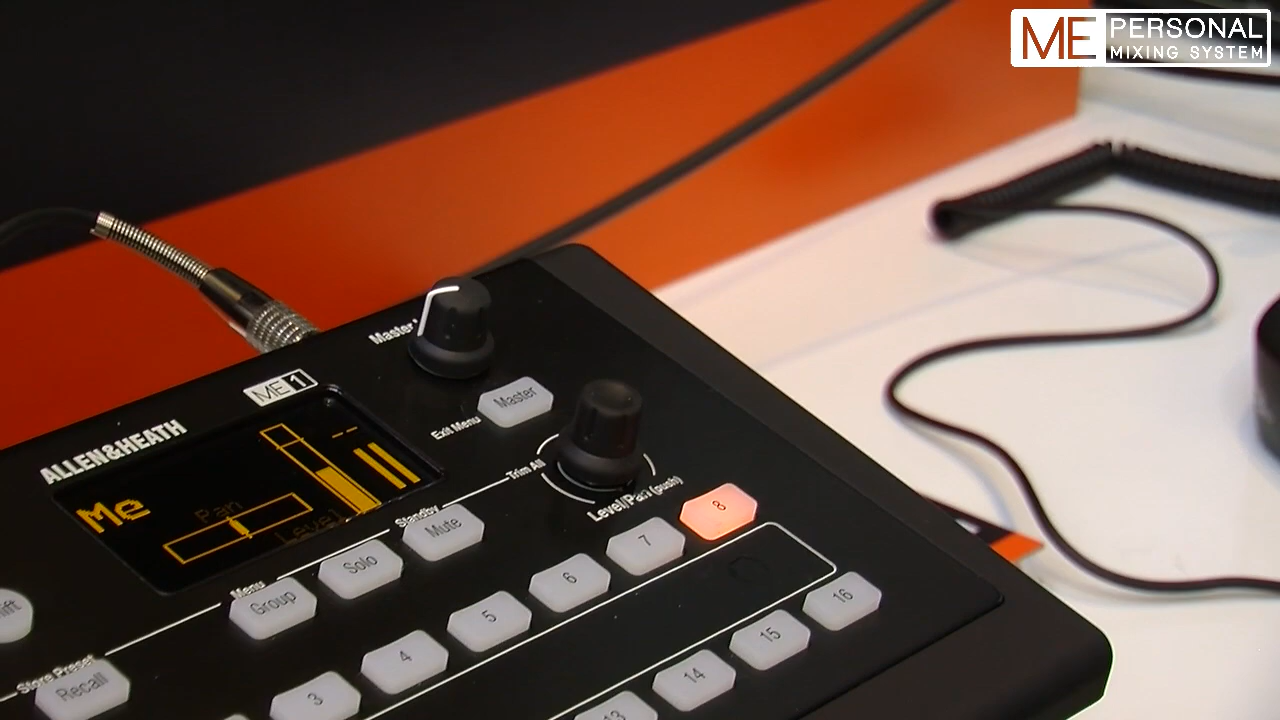 ME PERSONAL
MIXING SYSTEM
Master
ME 1
Master
ALLEN&HEATH
Exit Menu
Trim All
Me
Pan
Level
Level/Pan (push)
Standby
Mute
8
7
Menu
Solo
6
Group
5
16
4
15
Store Preset
Recall
3
14
13